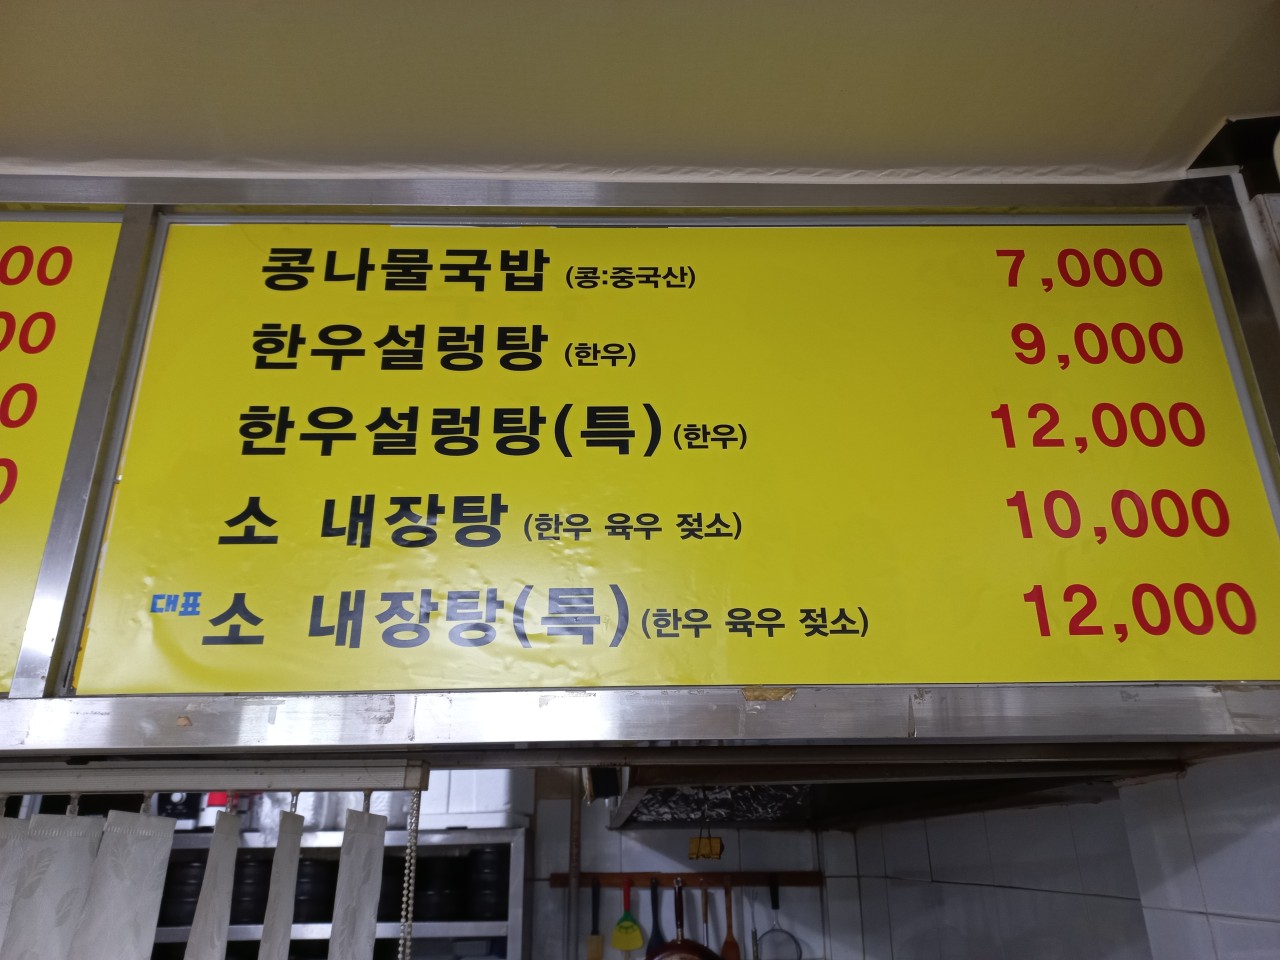 콩나물국밥 (콩:중국산) 7,000
한우설렁탕 (한우) 9,000
한우설렁탕(특) (한우) 12,000
소 내장탕 (한우 육우 젖소) 10,000
대표 소 내장탕(특) (한우 육우 젖소) 12,000